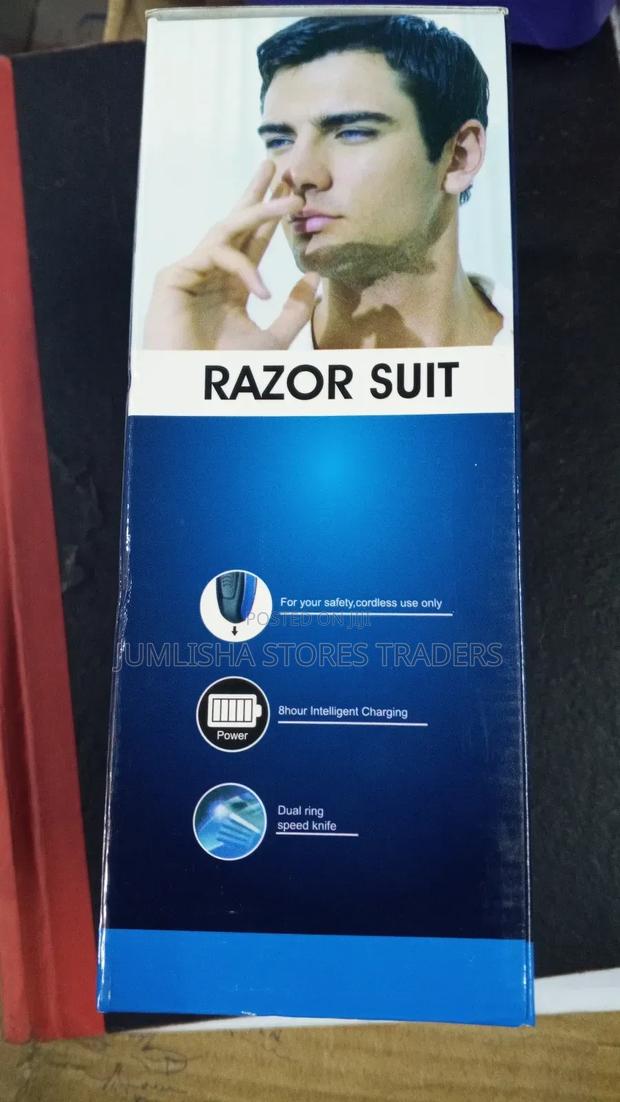 RAZOR SUIT
For your safety,cordless use only
POSTED ON JIJI
JUMLISHA STORES TRADERS
8hour Intelligent Charging
Power
Dual ring
speed knife